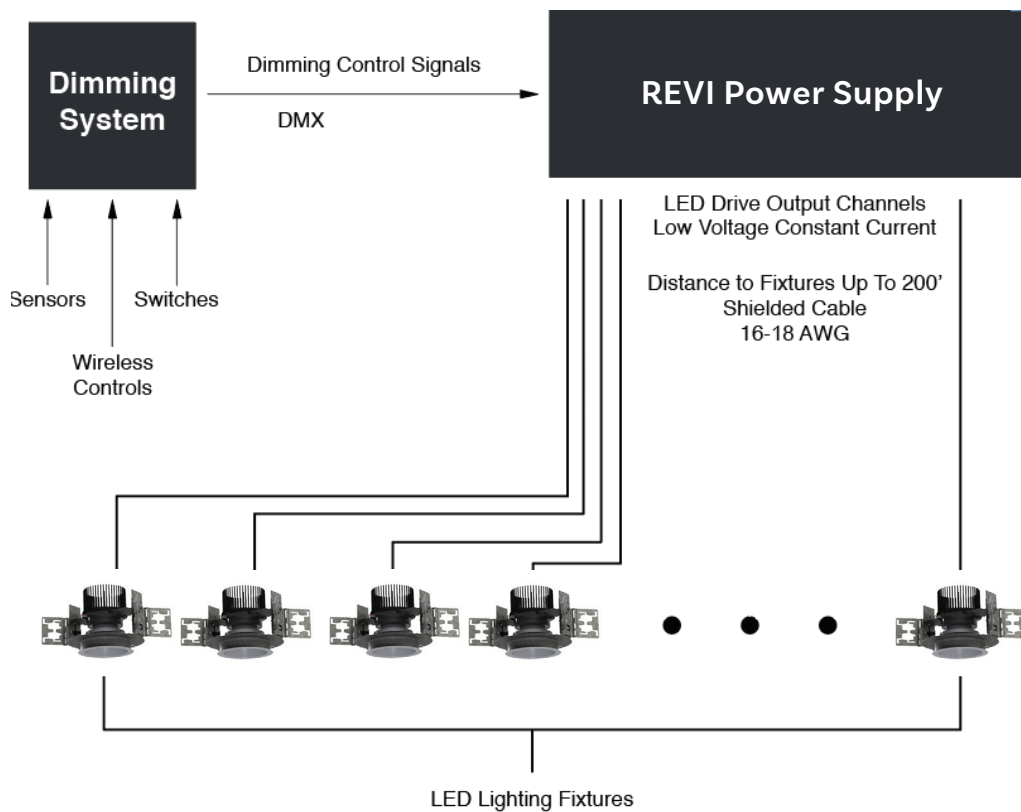 Dimming
System
Dimming Control Signals
DMX
REVI Power Supply
LED Drive Output Channels
Low Voltage Constant Current
Distance to Fixtures Up To 200’
Shielded Cable
16-18 AWG
Sensors
Switches
Wireless
Controls
LED Lighting Fixtures